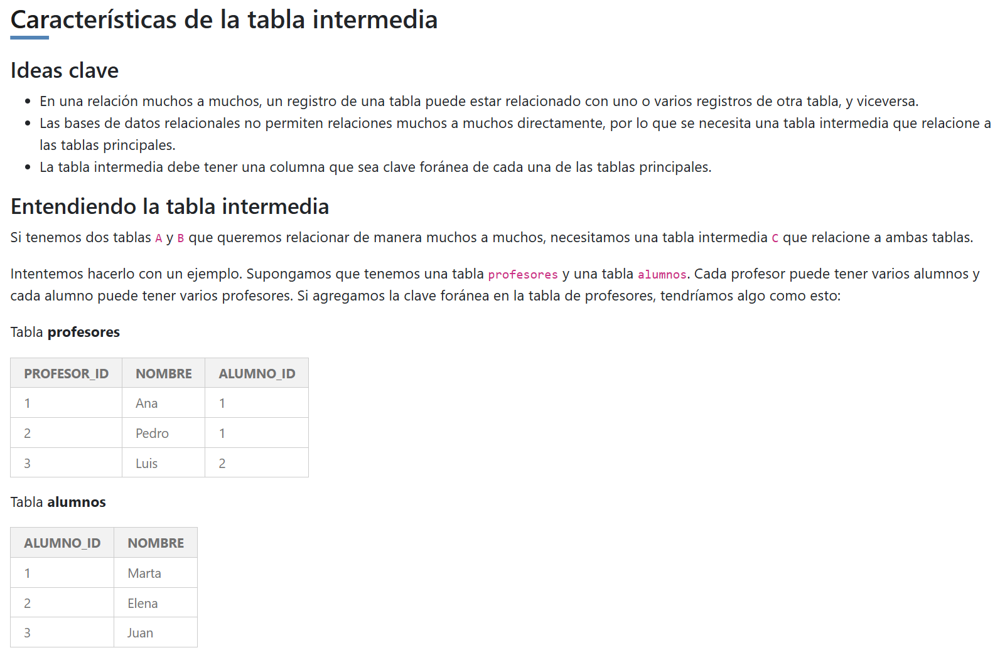 Características de la tabla intermedia
Ideas clave
En una relación muchos a muchos, un registro de una tabla puede estar relacionado con uno o varios registros de otra tabla, y viceversa.
Las bases de datos relacionales no permiten relaciones muchos a muchos directamente, por lo que se necesita una tabla intermedia que relacione a
las tablas principales.
La tabla intermedia debe tener una columna que sea clave foránea de cada una de las tablas principales.
Entendiendo la tabla intermedia
Si tenemos dos tablas A y B que queremos relacionar de manera muchos a muchos, necesitamos una tabla intermedia C que relacione a ambas tablas.
Intentemos hacerlo con un ejemplo. Supongamos que tenemos una tabla profesores y una tabla alumnos. Cada profesor puede tener varios alumnos y
cada alumno puede tener varios profesores. Si agregamos la clave foránea en la tabla de profesores, tendríamos algo como esto:
Tabla profesores
PROFESOR_ID NOMBRE ALUMNO_ID
1 Ana 1
2 Pedro 1
3 Luis 2
Tabla alumnos
ALUMNO_ID NOMBRE
1 Marta
2 Elena
3 Juan